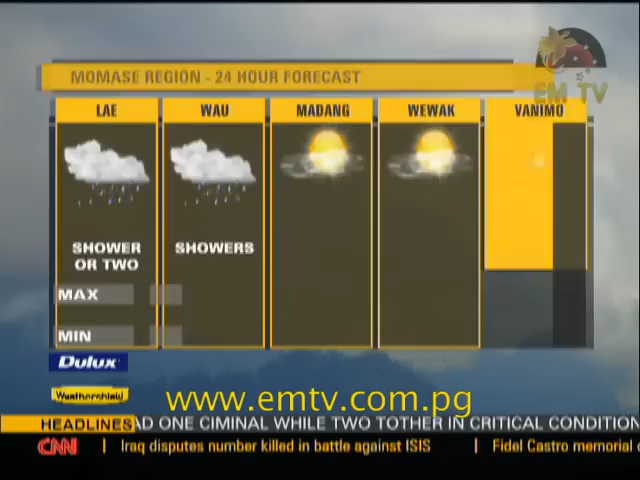 EM TV
MOMASE REGION - 24 HOUR FORECAST
LAE
WAU
MADANG
WEWAK
VANIMO
SHOWER
OR TWO
SHOWERS
MAX
MIN
Dulux
Weathershield
www.emtv.com.pg
HEADLINES
AD ONE CIMINAL WHILE TWO TOTHER IN CRITICAL CONDITION
CNN | Iraq disputes number killed in battle against ISIS | Fidel Castro memorial